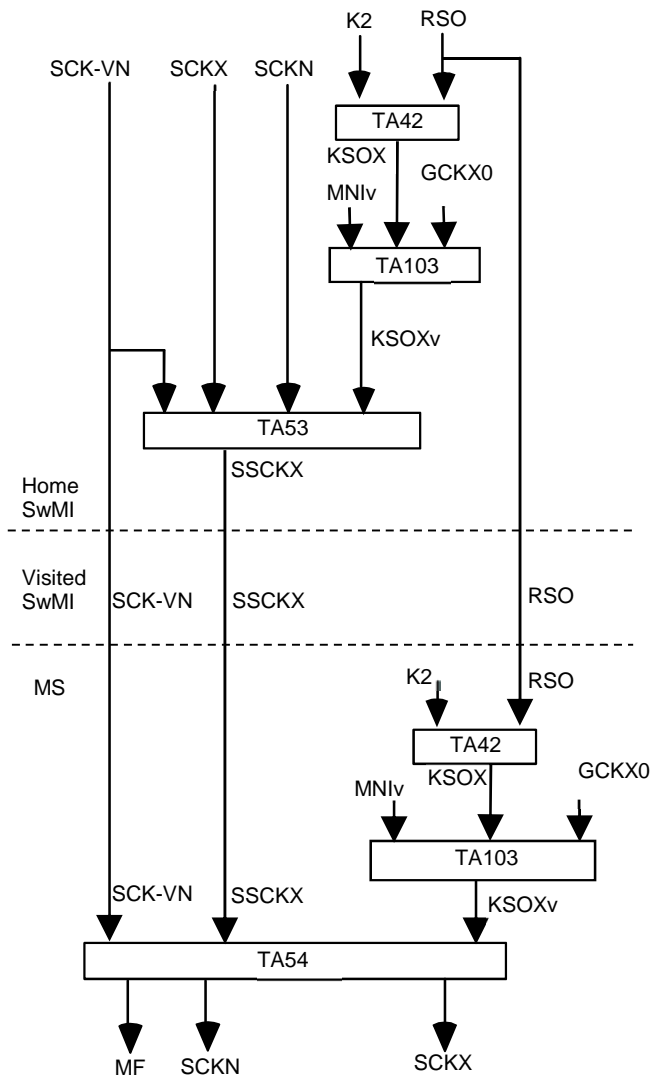 K2 RSO
SCK-VN SCKX SCKN
TA42
KSOX
GCKX0
MNIv
TA103
KSOXv
TA53
SSCKX
Home
SwMI
Visited
SwMI
SCK-VN SSCKX RSO
MS
K2 RSO
TA42
KSOX GCKX0
MNIv
TA103
SCK-VN SSCKX KSOXv
TA54
MF SCKN SCKX